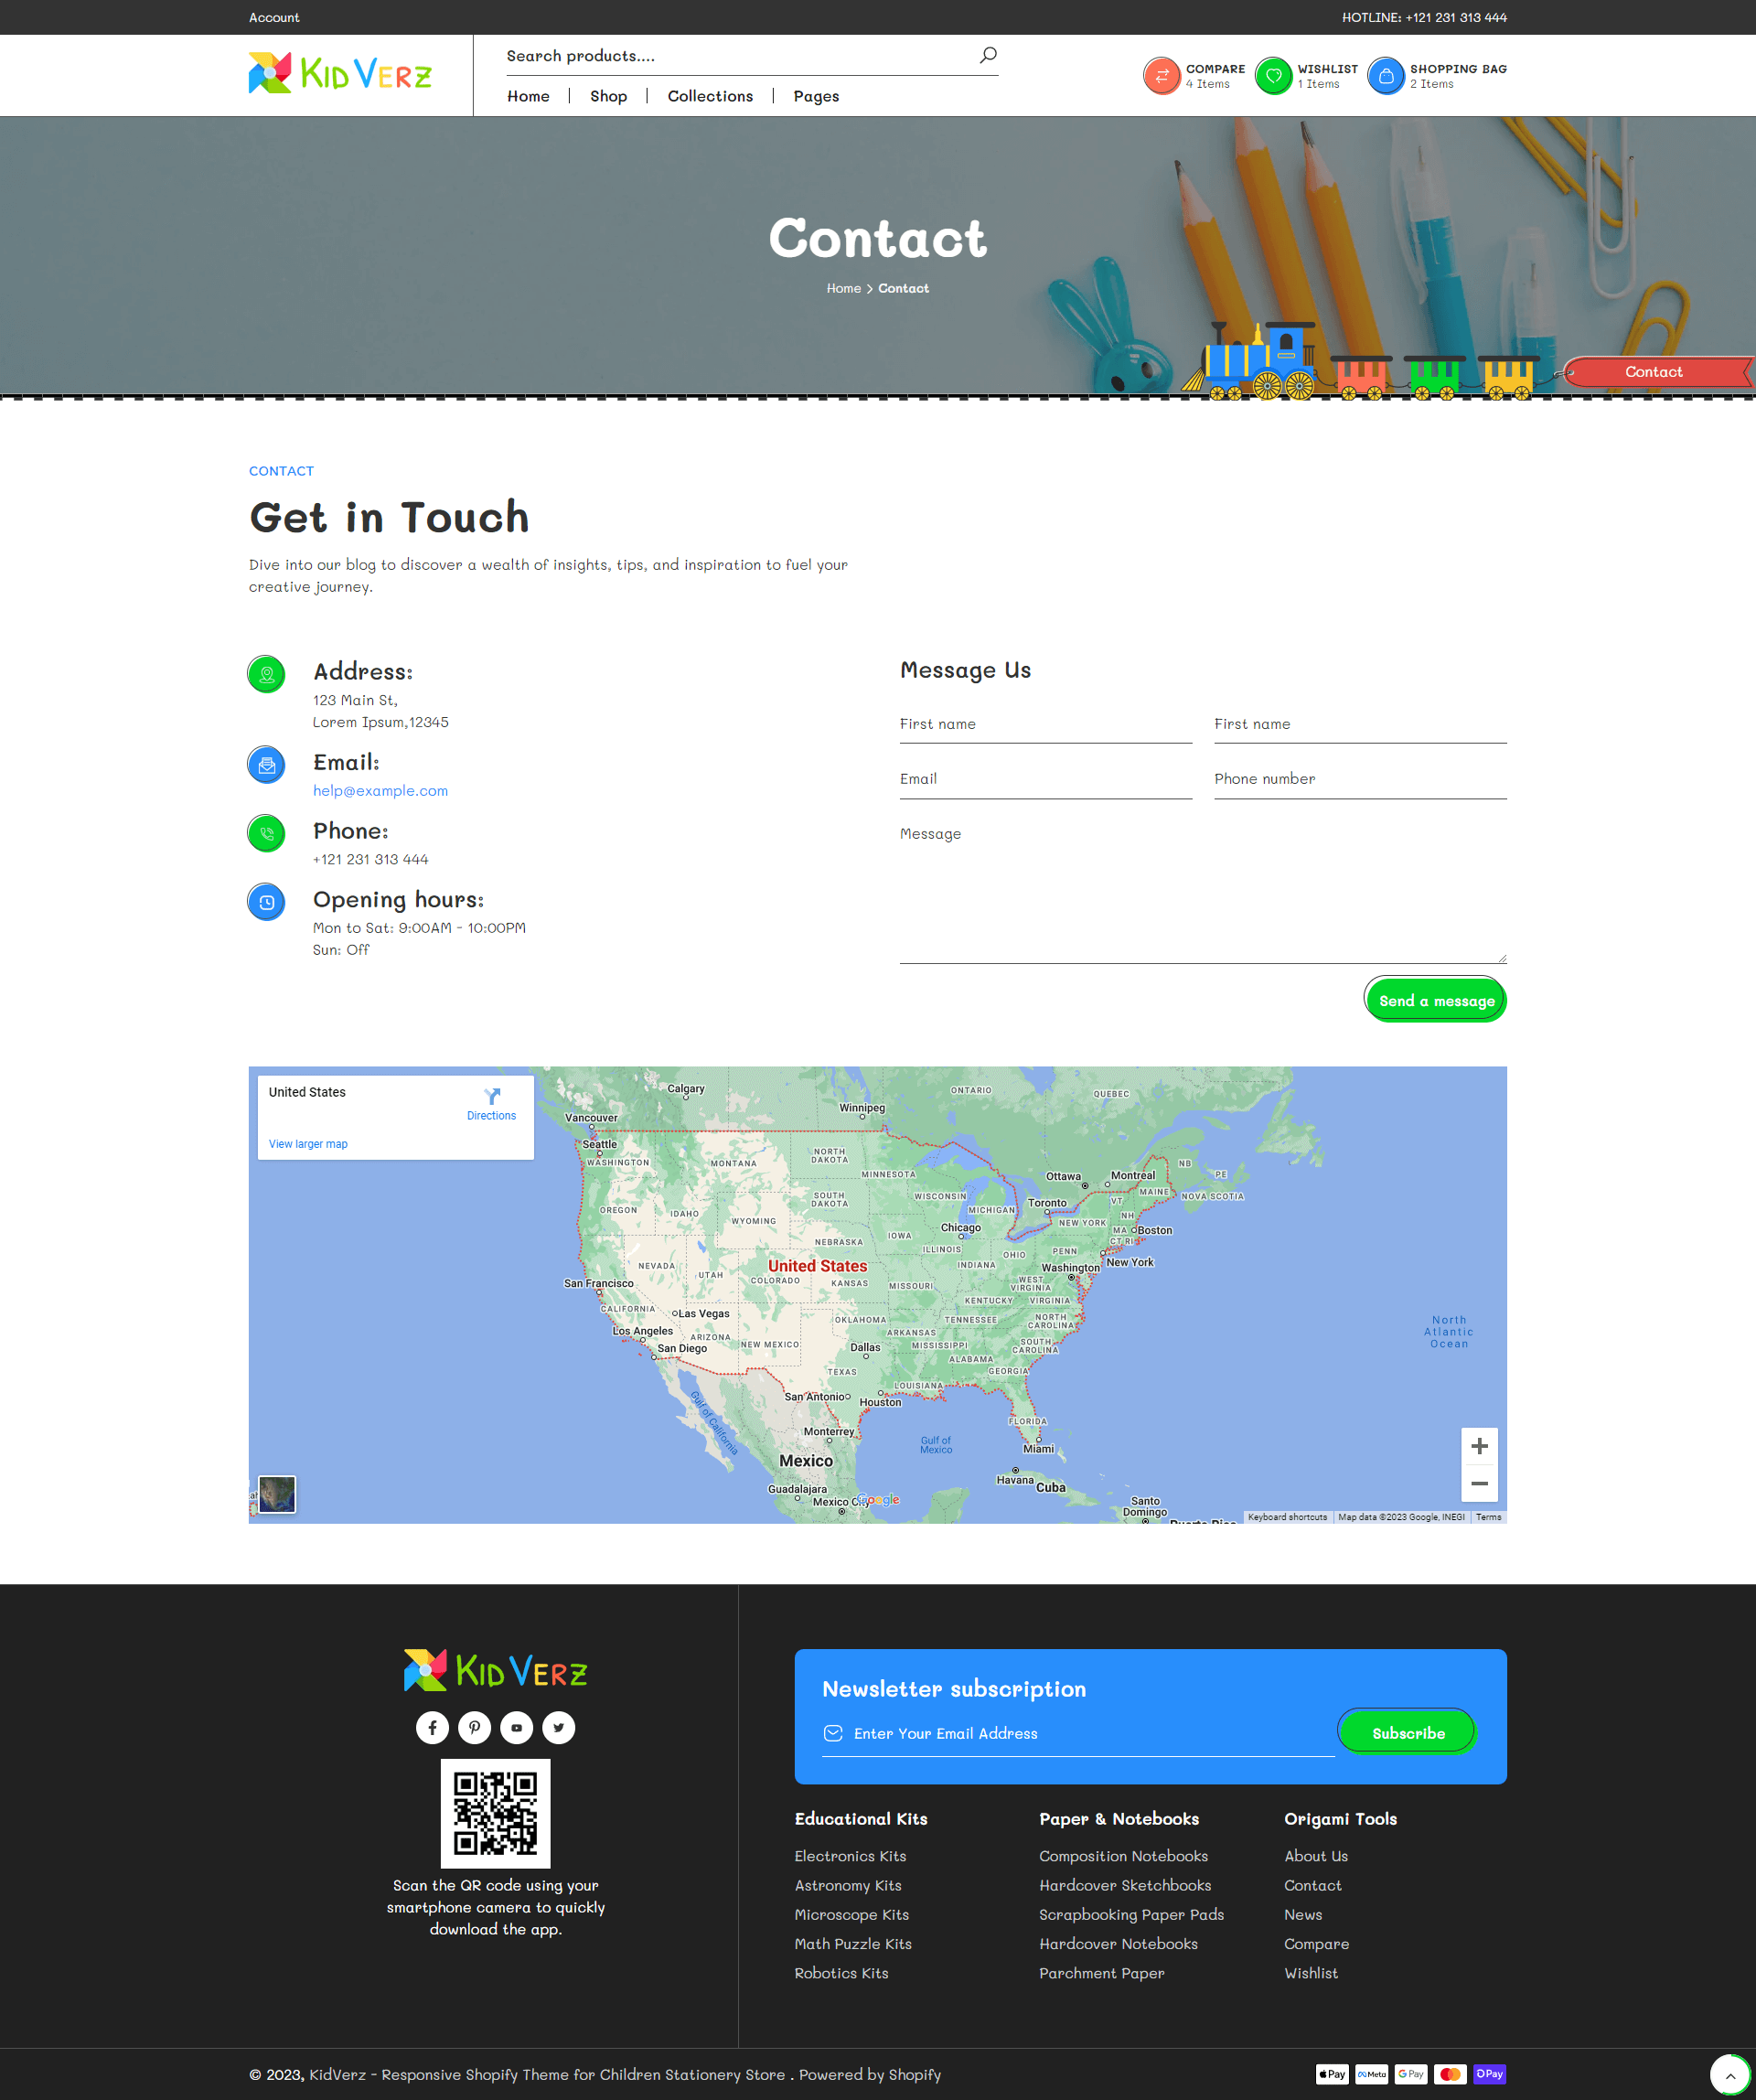 Account
HOTLINE: +121 231 313 444
KIDVERZ
Search products....
COMPARE
4 Items
WISHLIST
1 Items
SHOPPING BAG
2 Items
Home
Shop
Collections
Pages
Contact
Home > Contact
Contact
CONTACT
Get in Touch
Dive into our blog to discover a wealth of insights, tips, and inspiration to fuel your
creative journey.
Address:
123 Main St,
Lorem Ipsum,12345
Email:
help@example.com
Phone:
+121 231 313 444
Opening hours:
Mon to Sat: 9:00AM - 10:00PM
Sun: Off
Message Us
First name
First name
Email
Phone number
Message
Send a message
United States
Directions
View larger map
Calgary
ONTARIO
QUEBEC
Winnipeg
Vancouver
Seattle
WASHINGTON
MONTANA
NORTH
DAKOTA
MINNESOTA
Ottawa
Montreal
NB
PE
MAINE
NOVA SCOTIA
SOUTH
DAKOTA
WISCONSIN
MICHIGAN
Toronto
VT
NH
OREGON
IDAHO
WYOMING
NEW YORK
MA
Boston
CT RI
Chicago
IOWA
NEBRASKA
ILLINOIS
OHIO
PENN
INDIANA
New York
NEVADA
UTAH
United States
COLORADO
KANSAS
MISSOURI
WEST
VIRGINIA
Washington
San Francisco
CALIFORNIA
Las Vegas
KENTUCKY
VIRGINIA
OKLAHOMA
TENNESSEE
NORTH
CAROLINA
Los Angeles
ARIZONA
NEW MEXICO
ARKANSAS
MISSISSIPPI
SOUTH
CAROLINA
San Diego
Dallas
ALABAMA
TEXAS
GEORGIA
LOUISIANA
San Antonio
Houston
Gulf of California
FLORIDA
Monterrey
Gulf of
Mexico
Miami
Mexico
Havana
Cuba
Guadalajara
Mexico City
Google
Santo
Domingo
Puerto Rico
North
Atlantic
Ocean
Keyboard shortcuts
Map data ©2023 Google, INEGI
Terms
KIDVERZ
Scan the QR code using your
smartphone camera to quickly
download the app.
Newsletter subscription
Enter Your Email Address
Subscribe
Educational Kits
Electronics Kits
Astronomy Kits
Microscope Kits
Math Puzzle Kits
Robotics Kits
Paper & Notebooks
Composition Notebooks
Hardcover Sketchbooks
Scrapbooking Paper Pads
Hardcover Notebooks
Parchment Paper
Origami Tools
About Us
Contact
News
Compare
Wishlist
© 2023, KidVerz - Responsive Shopify Theme for Children Stationery Store . Powered by Shopify
Pay
Meta
G Pay
Pay